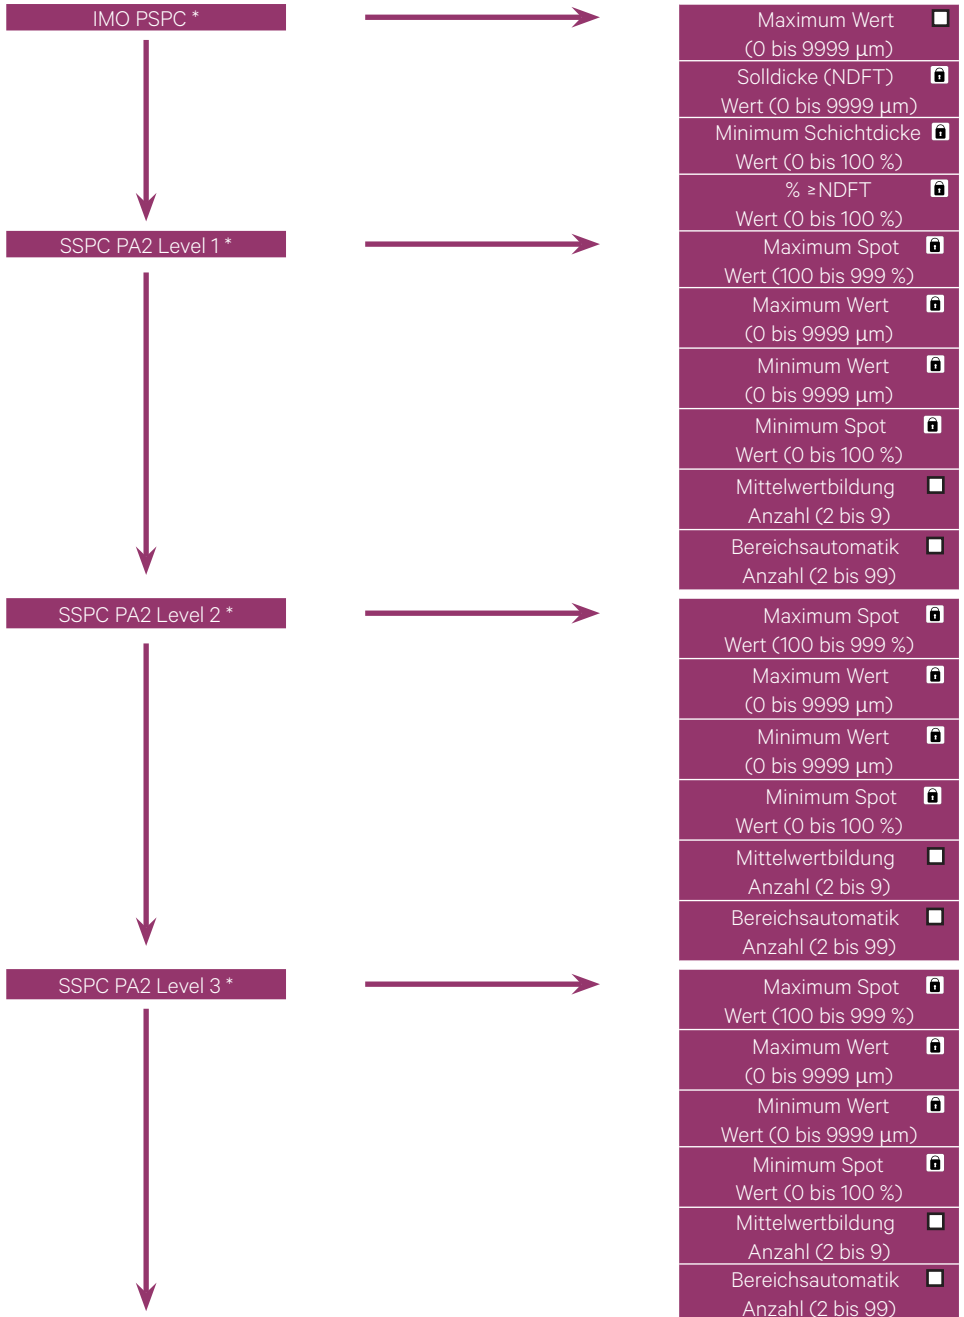 IMO PSPC *
Maximum Wert
(0 bis 9999 µm)
Solldicke (NDFT)
Wert (0 bis 9999 µm)
Minimum Schichtdicke
Wert (0 bis 100 %)
% ≥NDFT
Wert (0 bis 100 %)
SSPC PA2 Level 1 *
Maximum Spot
Wert (100 bis 999 %)
Maximum Wert
(0 bis 9999 µm)
Minimum Wert
(0 bis 9999 µm)
Minimum Spot
Wert (0 bis 100 %)
Mittelwertbildung
Anzahl (2 bis 9)
Bereichsautomatik
Anzahl (2 bis 99)
SSPC PA2 Level 2 *
Maximum Spot
Wert (100 bis 999 %)
Maximum Wert
(0 bis 9999 µm)
Minimum Wert
(0 bis 9999 µm)
Minimum Spot
Wert (0 bis 100 %)
Mittelwertbildung
Anzahl (2 bis 9)
Bereichsautomatik
Anzahl (2 bis 99)
SSPC PA2 Level 3 *
Maximum Spot
Wert (100 bis 999 %)
Maximum Wert
(0 bis 9999 µm)
Minimum Wert
Wert (0 bis 9999 µm)
Minimum Spot
Wert (0 bis 100 %)
Mittelwertbildung
Anzahl (2 bis 9)
Bereichsautomatik
Anzahl (2 bis 99)